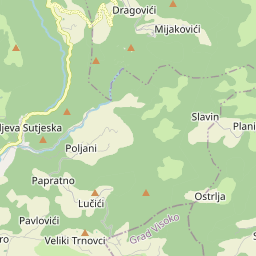 Dragovići
Mijakovići
Slavin
Plani
ljeva Sutjeska
Poljani
Papratno
Lučići
Ostrlja
Pavlovići
Grad Visoko
ro
Veliki Trnovci